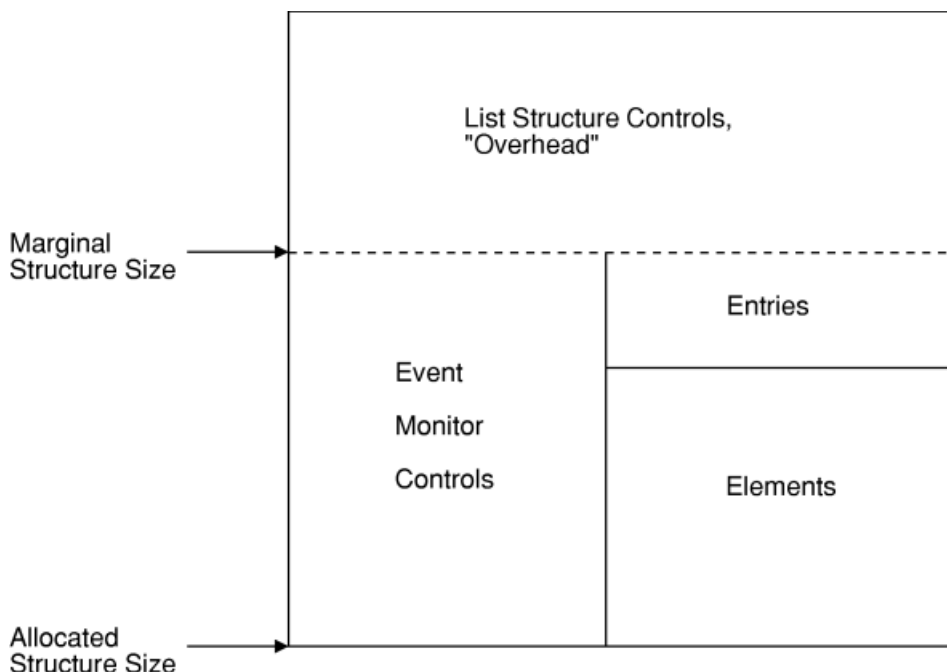 List Structure Controls,
"Overhead"
Marginal
Structure Size
Entries
Event
Monitor
Controls
Elements
Allocated
Structure Size